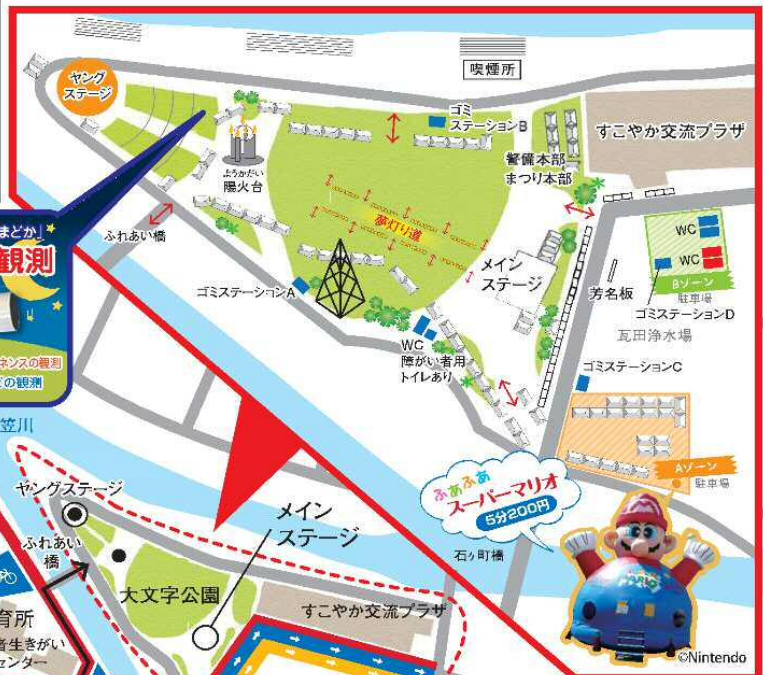 喫煙所
ヤング
ステージ
ゴミ
ステーションB
すこやか交流プラザ
警備本部
まつり本部
ようかだい
陽火台
まどか」
観測
ネンスの観測
の観測
ふれあい橋
夢灯り道
メイン
ステージ
WC
WC
Bゾーン
駐車場
芳名板
ゴミステーションD
瓦田浄水場
ゴミステーションA
WC
障がい者用
トイレあり
ゴミステーションC
Aゾーン
駐車場
笠川
ふあふあ
スーパーマリオ
5分200円
石ヶ町橋
©Nintendo
ヤングステージ
メイン
ステージ
ふれあい
橋
大文字公園
すこやか交流プラザ
育所
者生きがい
センター